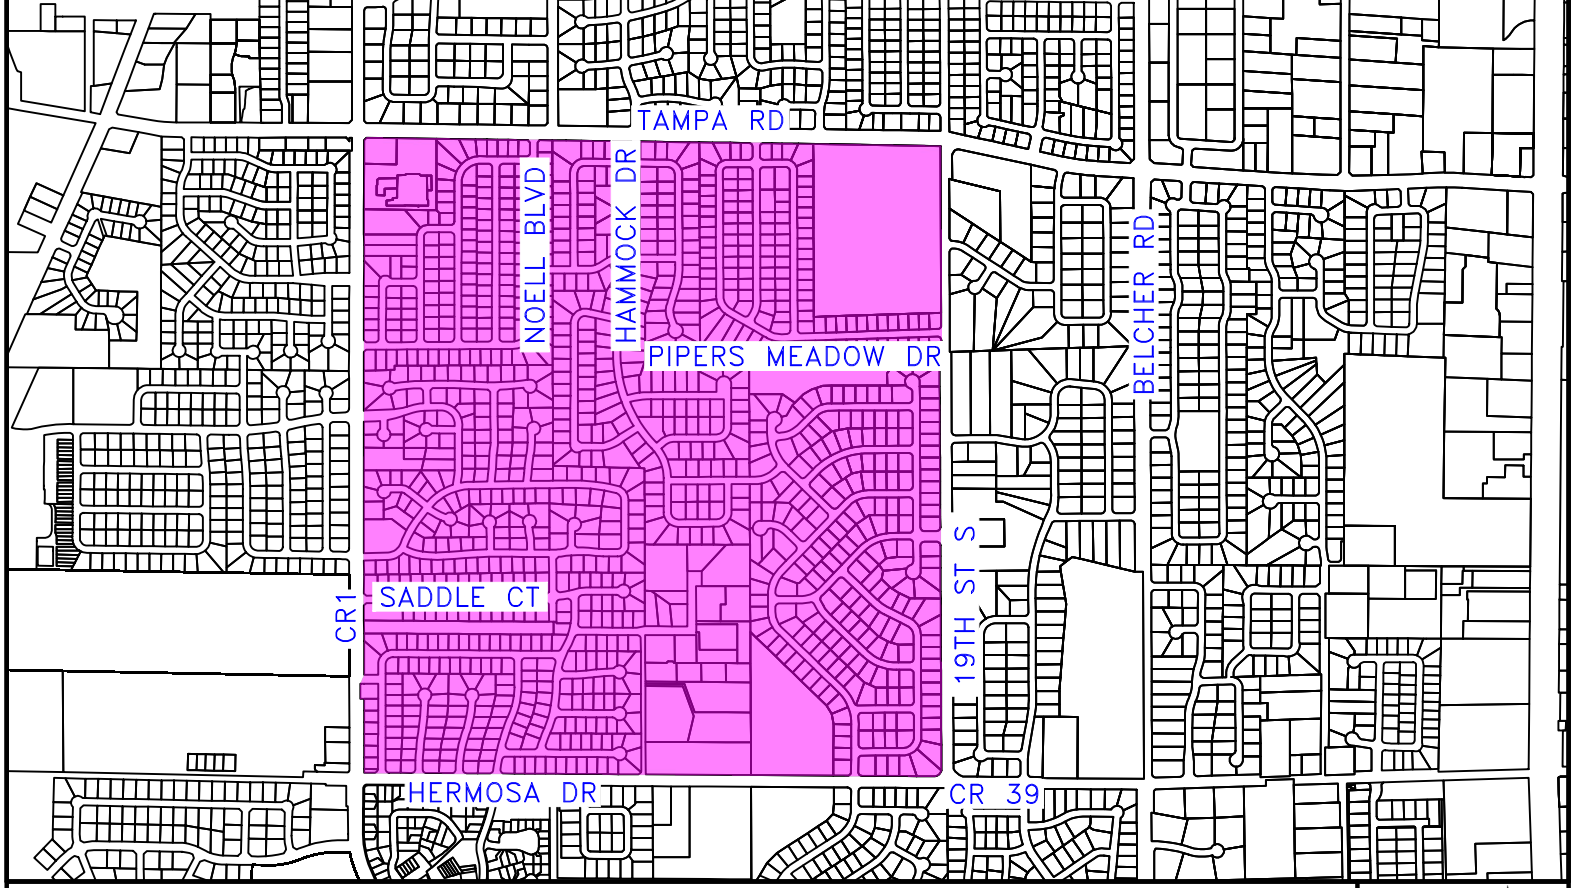 TAMPA RD
NOELL BLVD
HAMMOCK DR
BELCHER RD
PIPERS MEADOW DR
19TH ST S
CR1
SADDLE CT
HERMOSA DR
CR 39